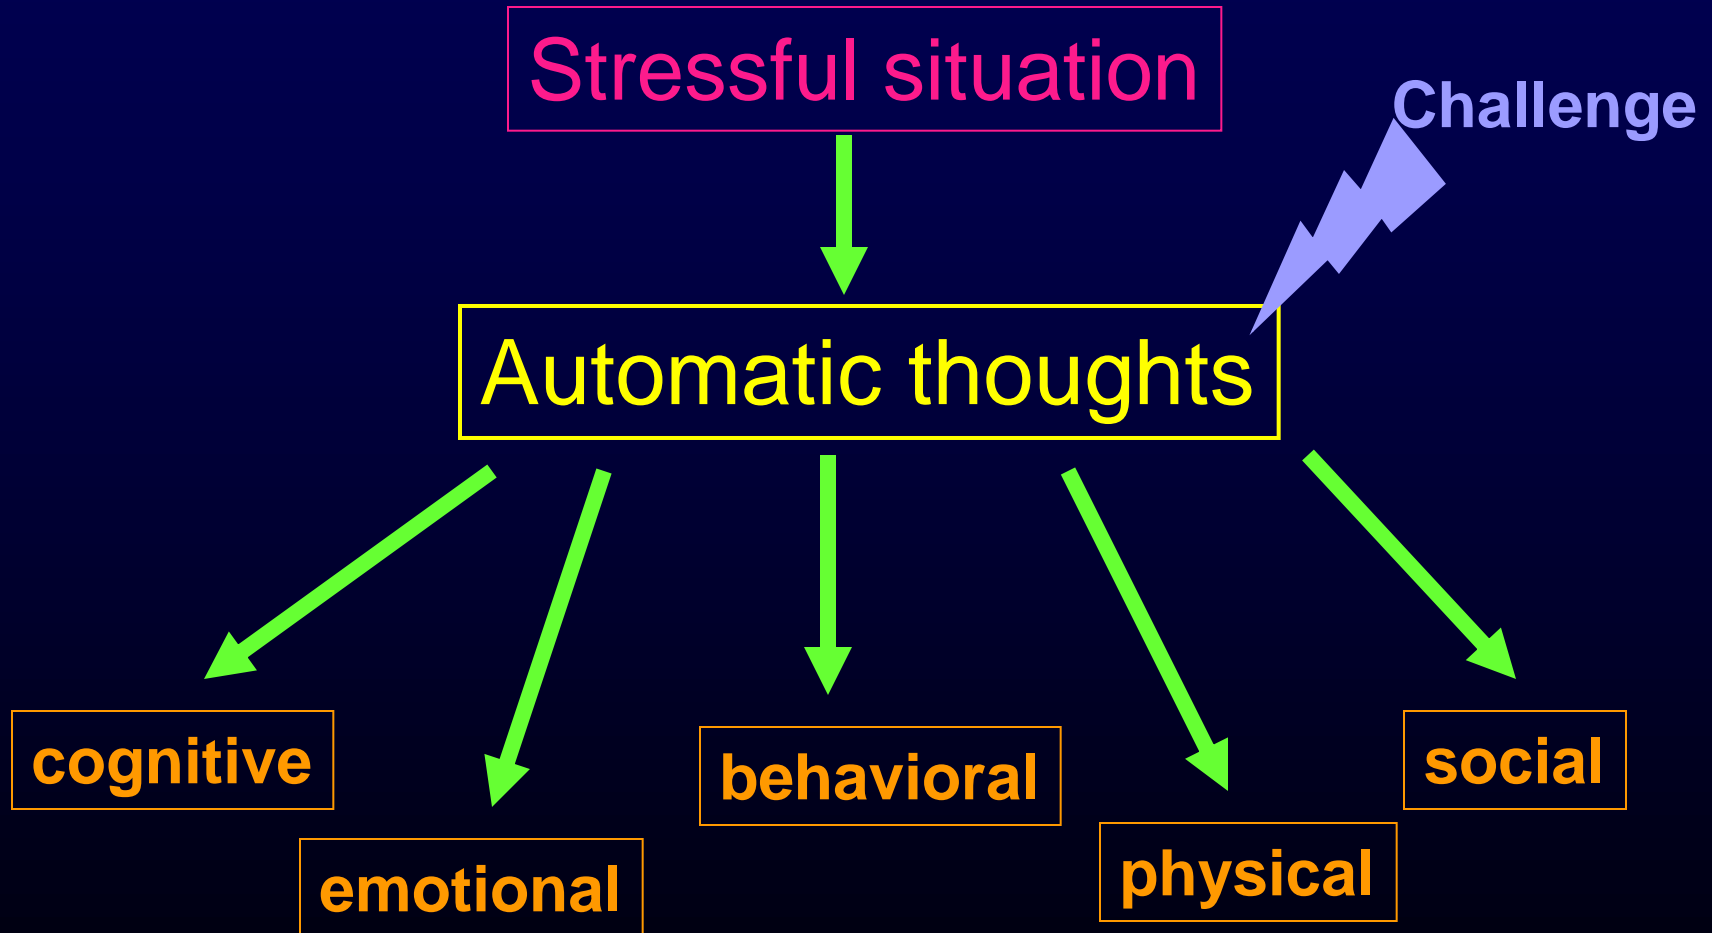 Stressful situation
Challenge
Automatic thoughts
cognitive
emotional
behavioral
physical
social